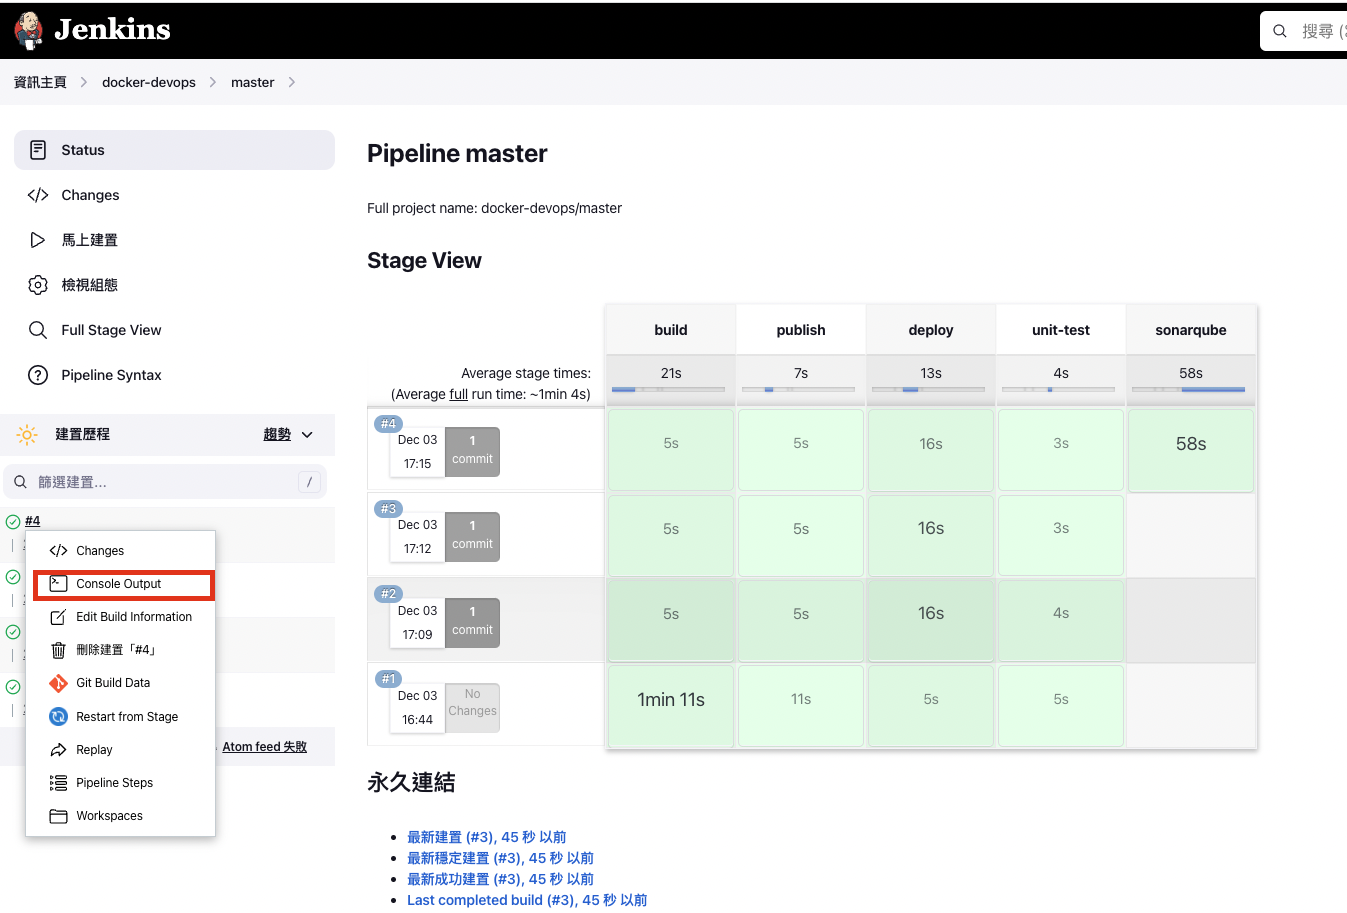 Jenkins
搜尋 (
資訊主頁
docker-devops
master
Status
Changes
馬上建置
檢視組態
Full Stage View
Pipeline Syntax
建置歷程
趨勢
篩選建置...
/
#4
Changes
Console Output
Edit Build Information
刪除建置「#4」
Git Build Data
Restart from Stage
Replay
Pipeline Steps
Workspaces
Atom feed 失敗
Pipeline master
Full project name: docker-devops/master
Stage View
build publish deploy unit-test sonarqube
Average stage times: 21s 7s 13s 4s 58s
(Average full run time: ~1min 4s)
#4
Dec 03
17:15
1
commit
5s 5s 16s 3s 58s
#3
Dec 03
17:12
1
commit
5s 5s 16s 3s
#2
Dec 03
17:09
1
commit
5s 5s 16s 4s
#1
Dec 03
16:44
No
Changes
1min 11s 11s 5s 5s
永久連結
最新建置 (#3), 45 秒 以前
最新穩定建置 (#3), 45 秒 以前
最新成功建置 (#3), 45 秒 以前
Last completed build (#3), 45 秒 以前